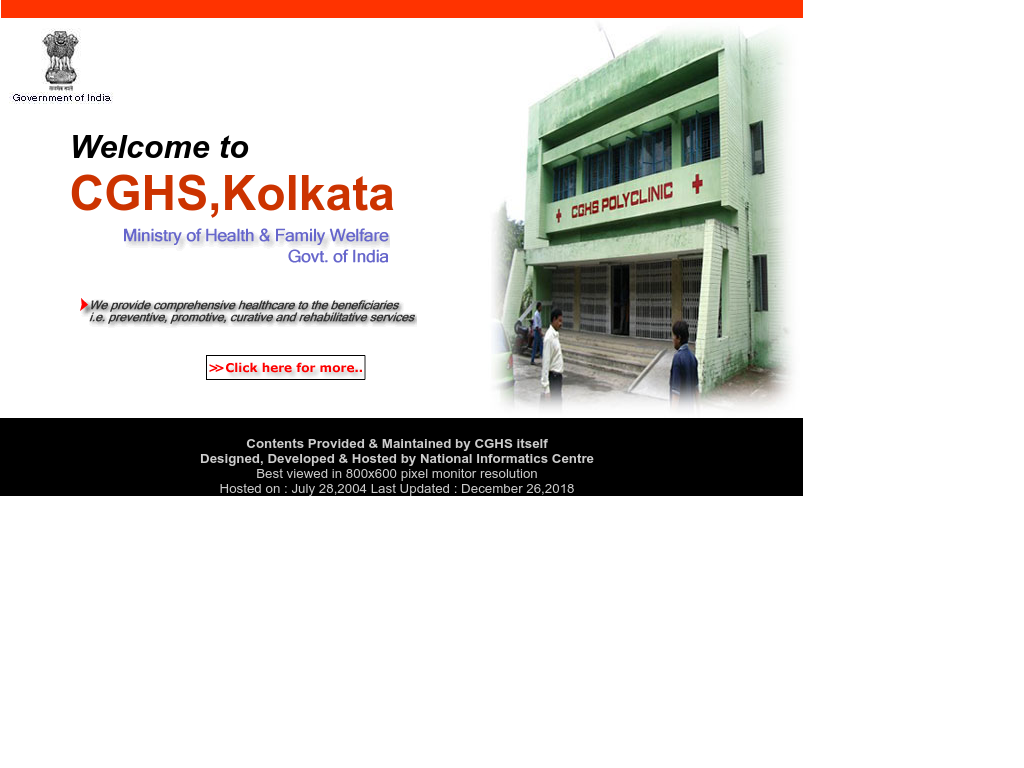 Government of India
Welcome to
CGHS,Kolkata
Ministry of Health & Family Welfare
Govt. of India
We provide comprehensive healthcare to the beneficiaries
i.e. preventive, promotive, curative and rehabilitative services
>>Click here for more..
CGHS POLYCLINIC
Contents Provided & Maintained by CGHS itself
Designed, Developed & Hosted by National Informatics Centre
Best viewed in 800x600 pixel monitor resolution
Hosted on : July 28,2004 Last Updated : December 26,2018